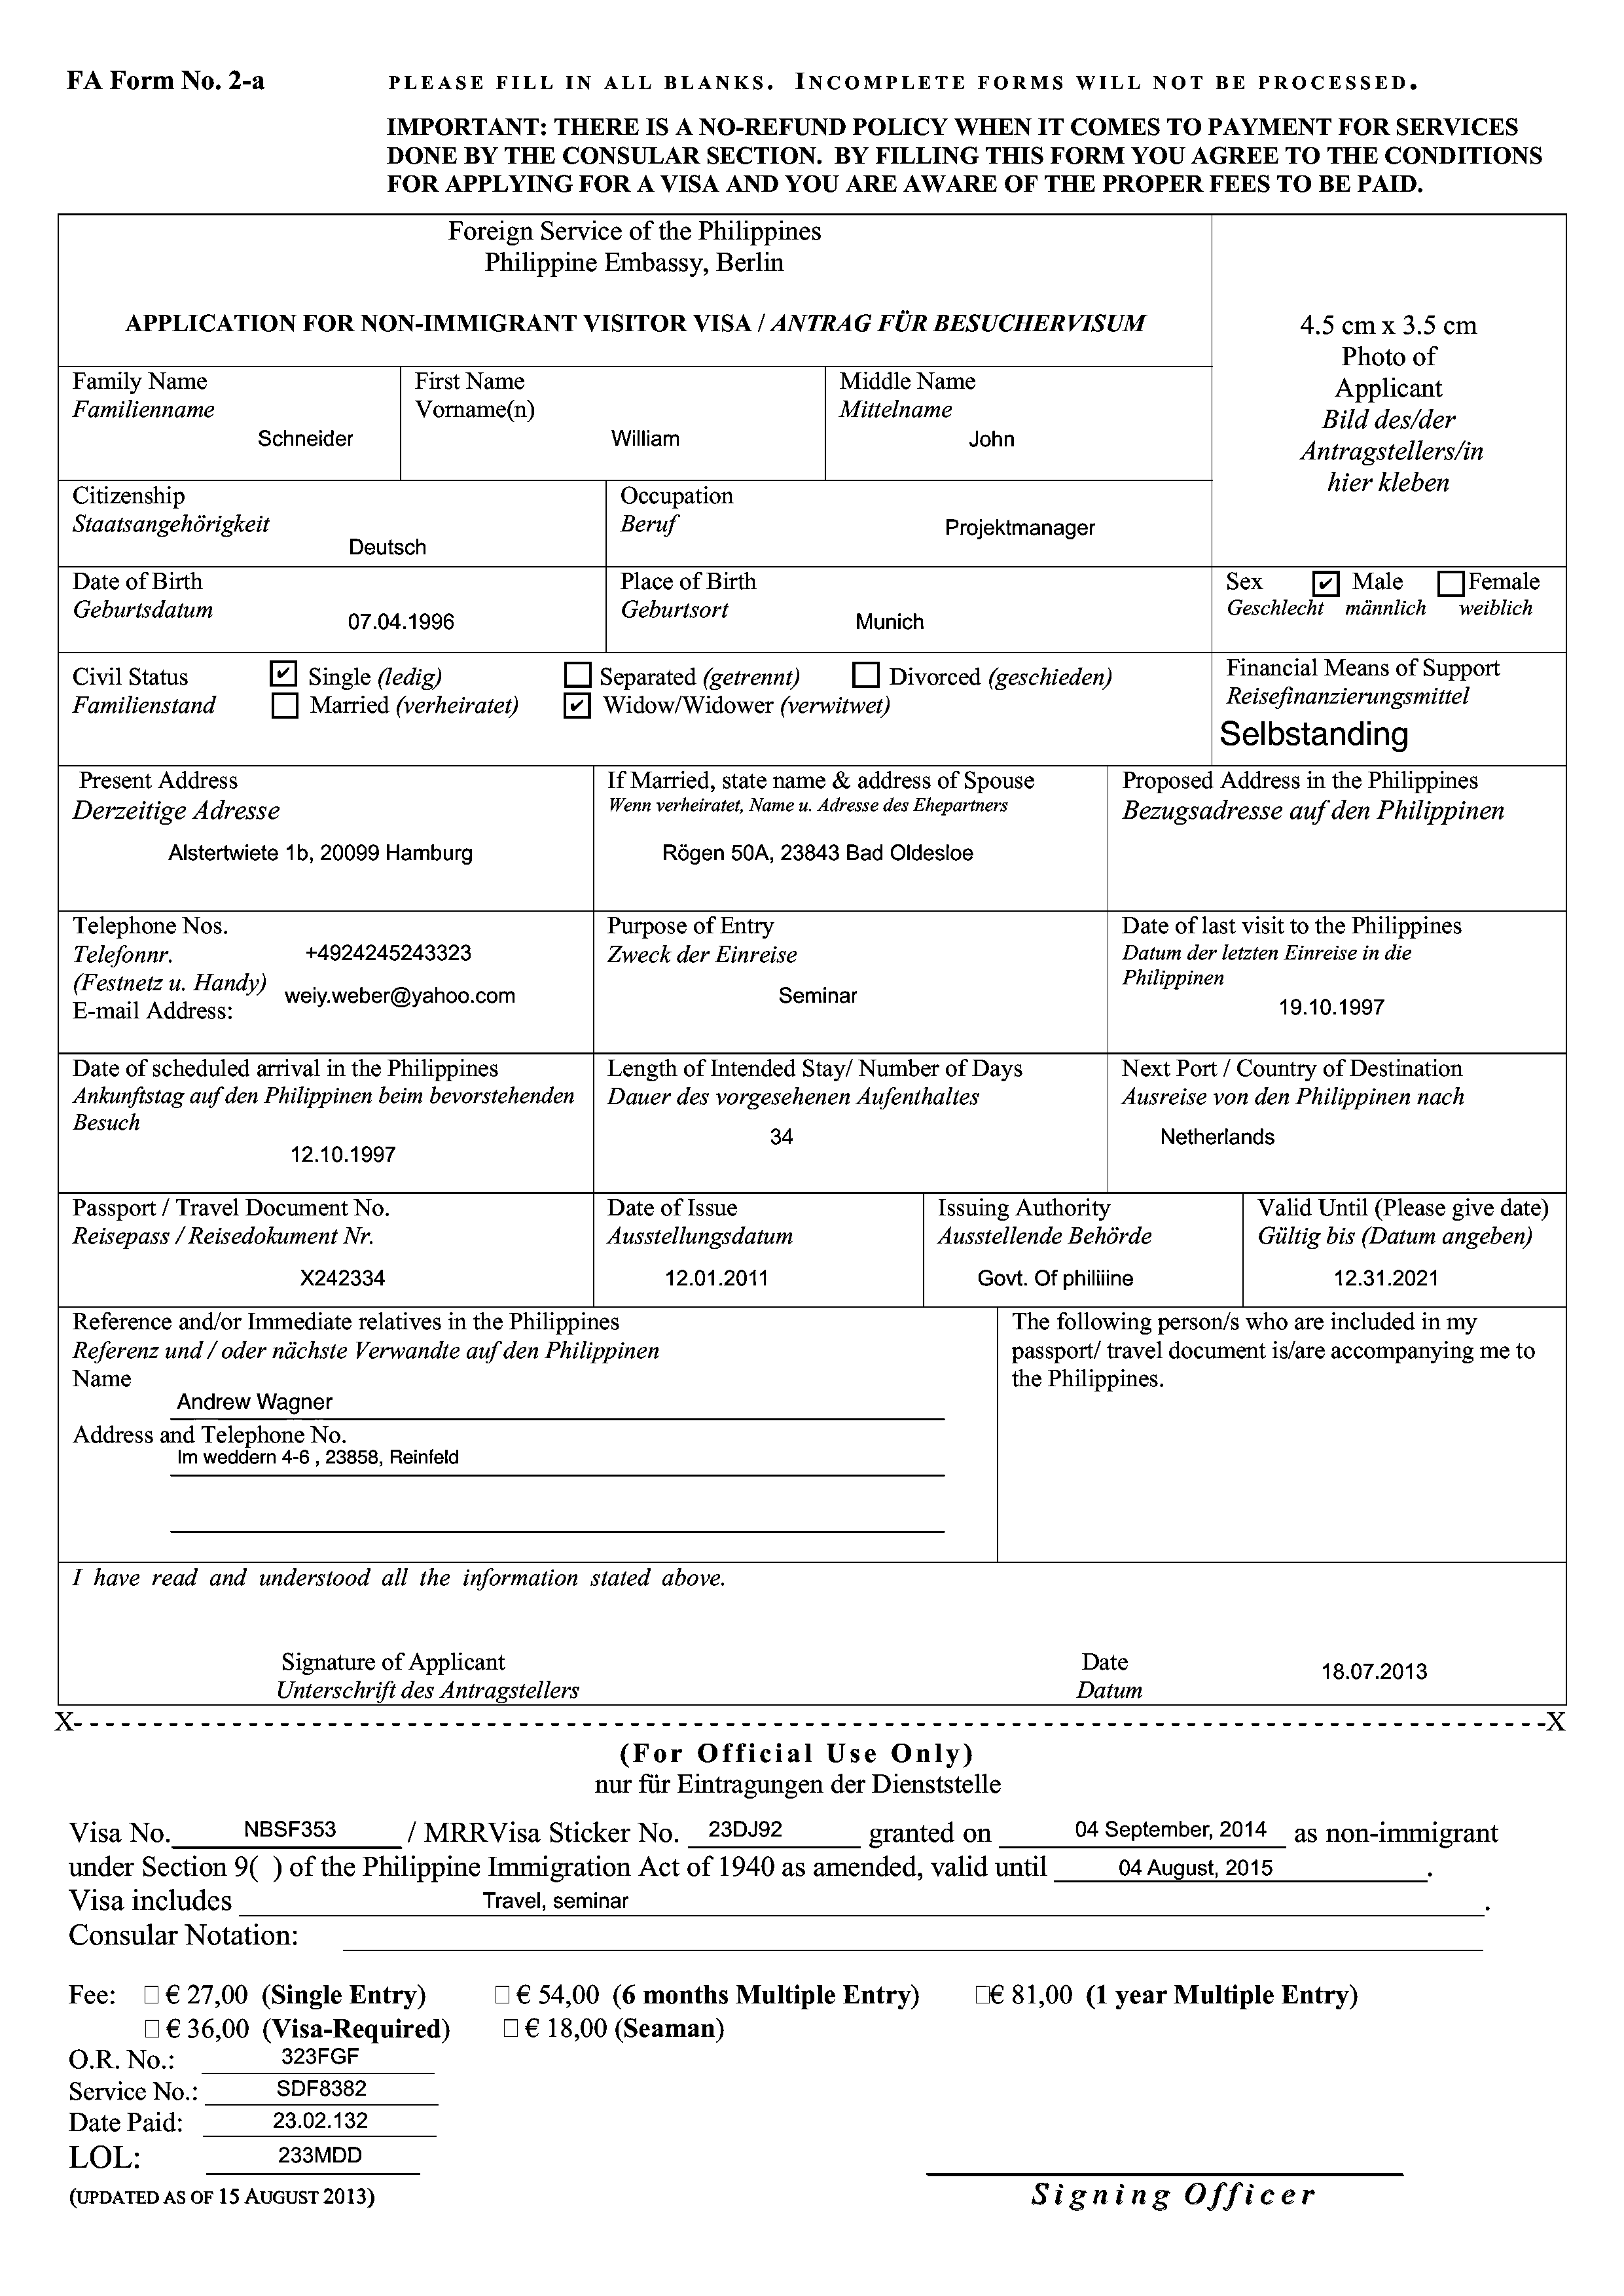 FA Form No. 2-a
PLEASE FILL IN ALL BLANKS. INCOMPLETE FORMS WILL NOT BE PROCESSED.
IMPORTANT: THERE IS A NO-REFUND POLICY WHEN IT COMES TO PAYMENT FOR SERVICES
DONE BY THE CONSULAR SECTION. BY FILLING THIS FORM YOU AGREE TO THE CONDITIONS
FOR APPLYING FOR A VISA AND YOU ARE AWARE OF THE PROPER FEES TO BE PAID.
Foreign Service of the Philippines
Philippine Embassy, Berlin
APPLICATION FOR NON-IMMIGRANT VISITOR VISA / ANTRAG FÜR BESUCHERVISUM
4.5 cm x 3.5 cm
Photo of
Applicant
Bild des/der
Antragstellers/in
hier kleben
Family Name
Familienname
Schneider
First Name
Vorname(n)
William
Middle Name
Mittelname
John
Citizenship
Staatsangehörigkeit
Deutsch
Occupation
Beruf
Projektmanager
Date of Birth
Geburtsdatum
07.04.1996
Place of Birth
Geburtsort
Munich
Sex ✔ Male Female
Geschlecht männlich weiblich
Civil Status ✔ Single (ledig) Separated (getrennt) Divorced (geschieden)
Familienstand Married (verheiratet) ✔ Widow/Widower (verwitwet)
Financial Means of Support
Reisefinanzierungsmittel
Selbstanding
Present Address
Derzeitige Adresse
Alstertwiete 1b, 20099 Hamburg
If Married, state name & address of Spouse
Wenn verheiratet, Name u. Adresse des Ehepartners
Rögen 50A, 23843 Bad Oldesloe
Proposed Address in the Philippines
Bezugsadresse auf den Philippinen
Telephone Nos.
Telefonnr. +4924245243323
(Festnetz u. Handy)
E-mail Address: weiy.weber@yahoo.com
Purpose of Entry
Zweck der Einreise
Seminar
Date of last visit to the Philippines
Datum der letzten Einreise in die
Philippinen
19.10.1997
Date of scheduled arrival in the Philippines
Ankunftstag auf den Philippinen beim bevorstehenden
Besuch
12.10.1997
Length of Intended Stay/ Number of Days
Dauer des vorgesehenen Aufenthaltes
34
Next Port / Country of Destination
Ausreise von den Philippinen nach
Netherlands
Passport / Travel Document No.
Reisepass / Reisedokument Nr.
X242334
Date of Issue
Ausstellungsdatum
12.01.2011
Issuing Authority
Ausstellende Behörde
Govt. Of philiiine
Valid Until (Please give date)
Gültig bis (Datum angeben)
12.31.2021
Reference and/or Immediate relatives in the Philippines
Referenz und / oder nächste Verwandte auf den Philippinen
Name
Andrew Wagner
Address and Telephone No.
Im weddern 4-6 , 23858, Reinfeld
The following person/s who are included in my
passport/ travel document is/are accompanying me to
the Philippines.
I have read and understood all the information stated above.
Signature of Applicant
Unterschrift des Antragstellers
Date
Datum
18.07.2013
X- - - - - - - - - - - - - - - - - - - - - - - - - - - - - - - - - - - - - - - - - - - - - - - - - - - - - - - - - - - - - - - - - - - - - - - - - - - - - - - - - - - - - - - - - - - -X
(For Official Use Only)
nur für Eintragungen der Dienststelle
Visa No. NBSF353 / MRRVisa Sticker No. 23DJ92 granted on 04 September, 2014 as non-immigrant
under Section 9( ) of the Philippine Immigration Act of 1940 as amended, valid until 04 August, 2015 .
Visa includes Travel, seminar .
Consular Notation:
Fee: € 27,00 (Single Entry) € 54,00 (6 months Multiple Entry) € 81,00 (1 year Multiple Entry)
€ 36,00 (Visa-Required) € 18,00 (Seaman)
O.R. No.: 323FGF
Service No.: SDF8382
Date Paid: 23.02.132
LOL: 233MDD
(UPDATED AS OF 15 AUGUST 2013)
Signing Officer